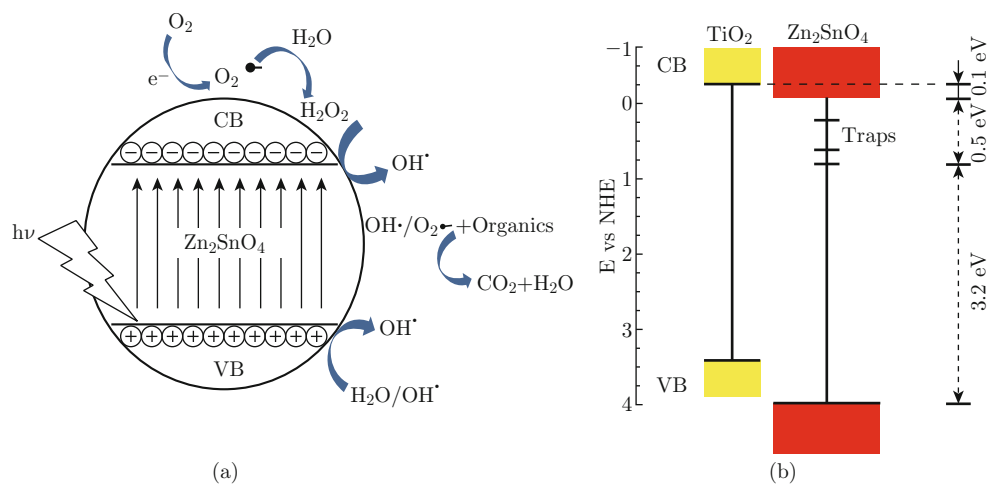 O₂
e⁻
O₂•−
H₂O
H₂O₂
CB
− − − − − − − − − −
OH•
hν
Zn₂SnO₄
OH·/O₂•− +Organics
CO₂+H₂O
+ + + + + + + + + +
OH•
VB
H₂O/OH•
(a)
TiO₂
Zn₂SnO₄
CB
VB
E vs NHE
−1
0
1
2
3
4
Traps
0.1 eV
0.5 eV
3.2 eV
(b)